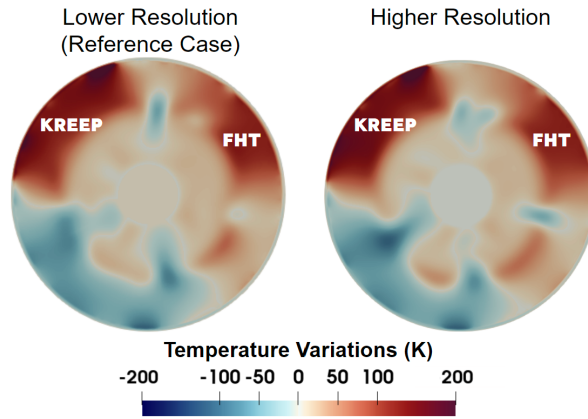 Lower Resolution
(Reference Case)
Higher Resolution
KREEP
FHT
KREEP
FHT
Temperature Variations (K)
-200 -100 -50 0 50 100 200